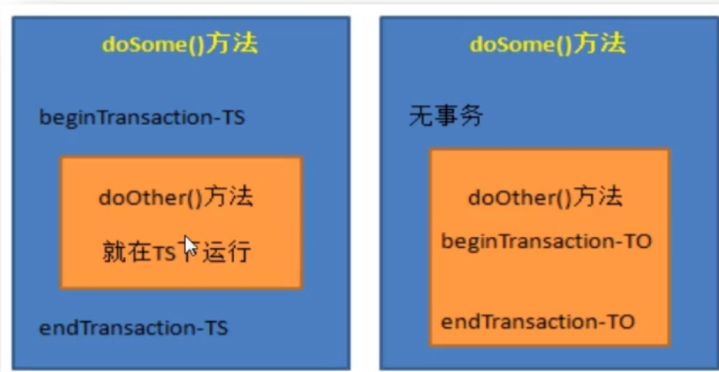 doSome()方法
beginTransaction-TS
doOther()方法
就在TS下运行
endTransaction-TS
doSome()方法
无事务
doOther()方法
beginTransaction-TO
endTransaction-TO